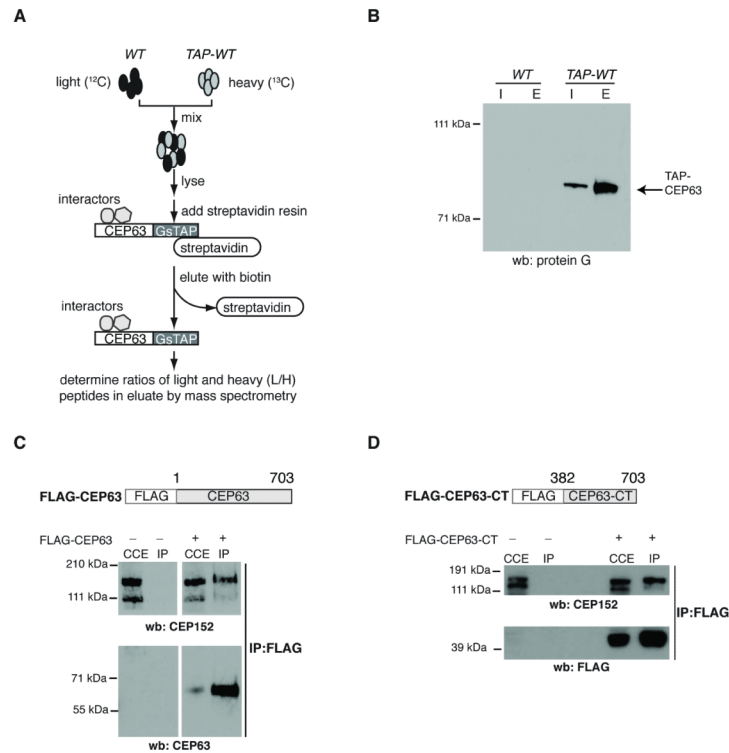 A
WT TAP-WT
light (¹²C) heavy (¹³C)
mix
lyse
interactors
add streptavidin resin
CEP63 GsTAP
streptavidin
elute with biotin
streptavidin
interactors
CEP63 GsTAP
determine ratios of light and heavy (L/H)
peptides in eluate by mass spectrometry
B
WT TAP-WT
I E I E
111 kDa
TAP-
CEP63
71 kDa
wb: protein G
C
1 703
FLAG-CEP63 FLAG CEP63
FLAG-CEP63 – – + +
CCE IP CCE IP
210 kDa
111 kDa
wb: CEP152
IP:FLAG
71 kDa
55 kDa
wb: CEP63
D
382 703
FLAG-CEP63-CT FLAG CEP63-CT
FLAG-CEP63-CT – – + +
CCE IP CCE IP
191 kDa
111 kDa
wb: CEP152
IP:FLAG
39 kDa
wb: FLAG